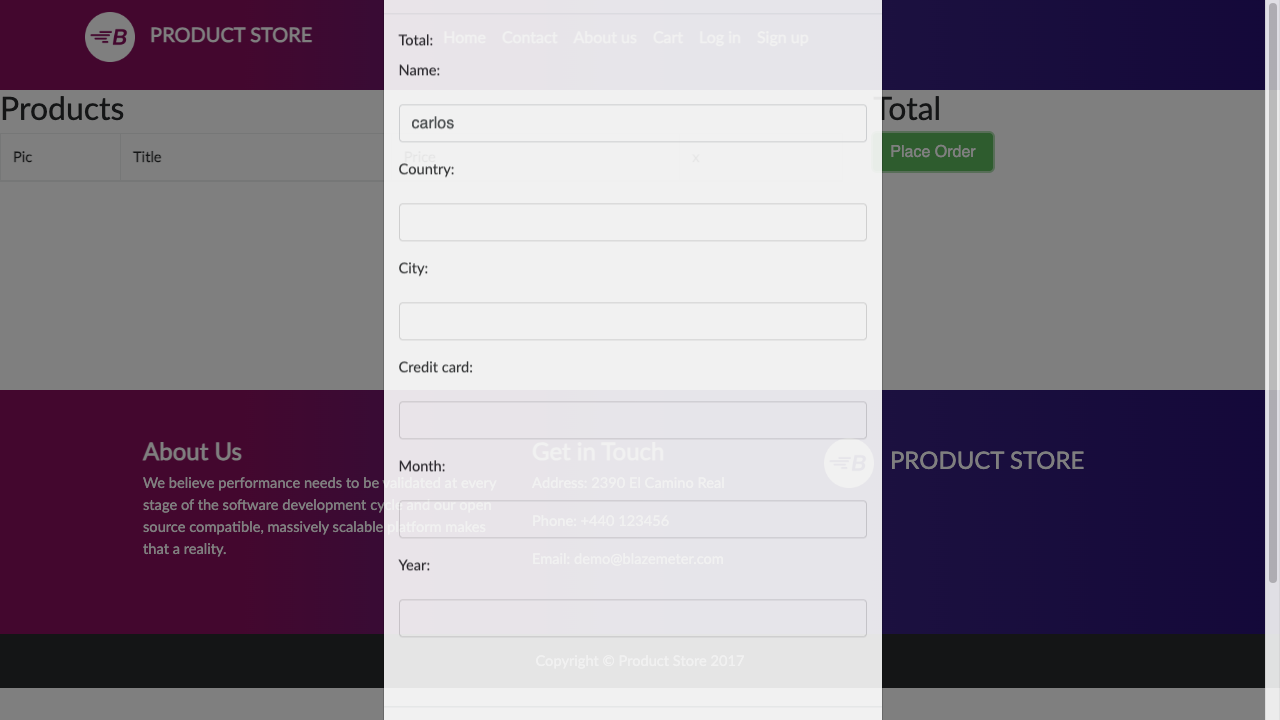 PRODUCT STORE
Home Contact About us Cart Log in Sign up
Total:
Name:
carlos
Products
Total
Pic Title Price x
Place Order
Country:
City:
Credit card:
Month:
Year:
About Us
We believe performance needs to be validated at every
stage of the software development cycle and our open
source compatible, massively scalable platform makes
that a reality.
Get in Touch
Address: 2390 El Camino Real
Phone: +440 123456
Email: demo@blazemeter.com
B PRODUCT STORE
Copyright © Product Store 2017